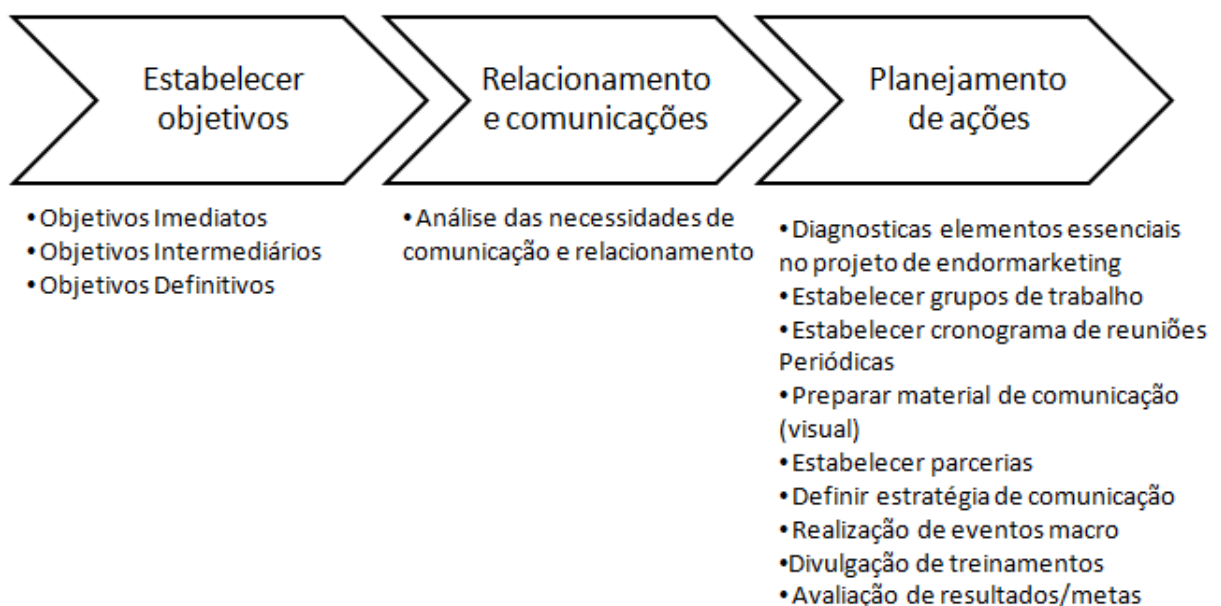 Estabelecer
objetivos
• Objetivos Imediatos
• Objetivos Intermediários
• Objetivos Definitivos
Relacionamento
e comunicações
• Análise das necessidades de
comunicação e relacionamento
Planejamento
de ações
• Diagnosticas elementos essenciais
no projeto de endormarketing
• Estabelecer grupos de trabalho
• Estabelecer cronograma de reuniões
Periódicas
• Preparar material de comunicação
(visual)
• Estabelecer parcerias
• Definir estratégia de comunicação
• Realização de eventos macro
• Divulgação de treinamentos
• Avaliação de resultados/metas